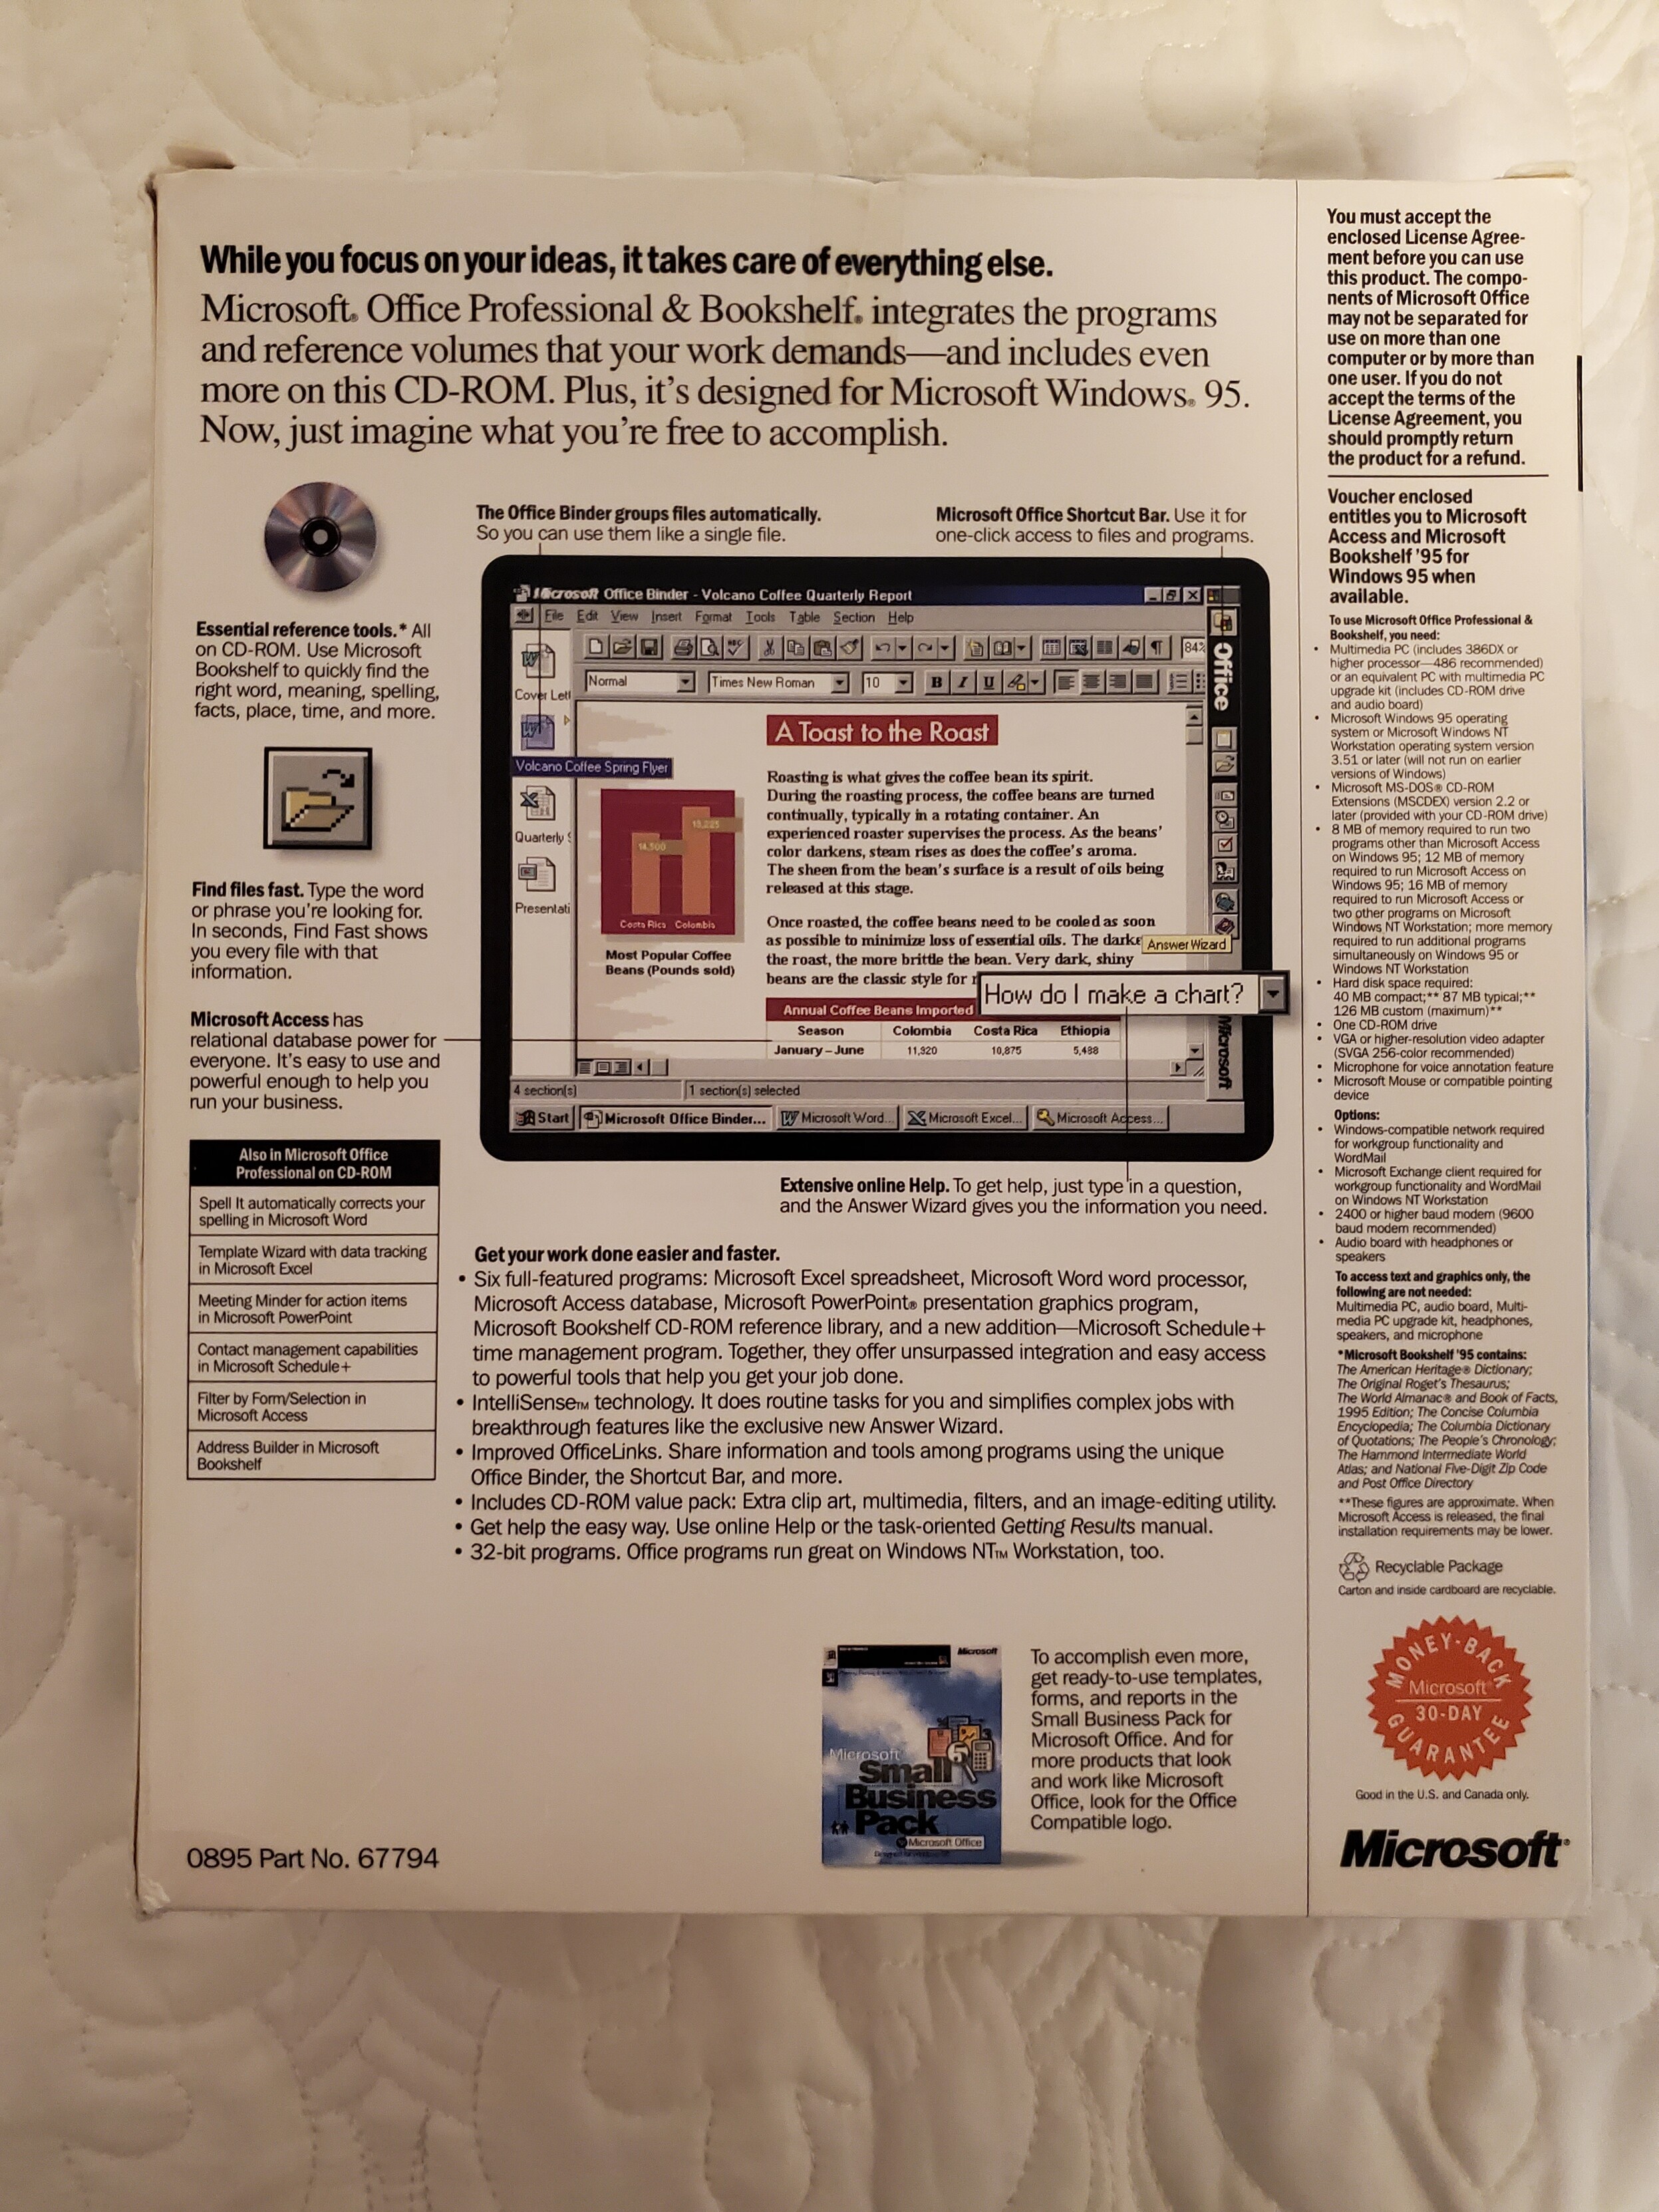 While you focus on your ideas, it takes care of everything else.
Microsoft® Office Professional & Bookshelf® integrates the programs
and reference volumes that your work demands—and includes even
more on this CD-ROM. Plus, it's designed for Microsoft Windows® 95.
Now, just imagine what you're free to accomplish.
Essential reference tools.* All
on CD-ROM. Use Microsoft
Bookshelf to quickly find the
right word, meaning, spelling,
facts, place, time, and more.
Find files fast. Type the word
or phrase you're looking for.
In seconds, Find Fast shows
you every file with that
information.
Microsoft Access has
relational database power for
everyone. It's easy to use and
powerful enough to help you
run your business.
Also in Microsoft Office
Professional on CD-ROM
Spell It automatically corrects your
spelling in Microsoft Word
Template Wizard with data tracking
in Microsoft Excel
Meeting Minder for action items
in Microsoft PowerPoint
Contact management capabilities
in Microsoft Schedule+
Filter by Form/Selection in
Microsoft Access
Address Builder in Microsoft
Bookshelf
The Office Binder groups files automatically.
So you can use them like a single file.
Microsoft Office Shortcut Bar. Use it for
one-click access to files and programs.
Microsoft Office Binder - Volcano Coffee Quarterly Report
File Edit View Insert Format Tools Table Section Help
84%
Normal Times New Roman 10 B I U
Office
Cover Lett
Volcano Coffee Spring Flyer
Quarterly S
Presentati
A Toast to the Roast
Roasting is what gives the coffee bean its spirit.
During the roasting process, the coffee beans are turned
continually, typically in a rotating container. An
experienced roaster supervises the process. As the beans'
color darkens, steam rises as does the coffee's aroma.
The sheen from the bean's surface is a result of oils being
released at this stage.
Once roasted, the coffee beans need to be cooled as soon
as possible to minimize loss of essential oils. The darke
the roast, the more brittle the bean. Very dark, shiny
beans are the classic style for r
14,500
Costa Rica Colombia
Most Popular Coffee
Beans (Pounds sold)
Answer Wizard
How do I make a chart?
Annual Coffee Beans Imported
Season Colombia Costa Rica Ethiopia
January – June 11,320 10,875 5,488
Microsoft
4 section(s) 1 section(s) selected
Start Microsoft Office Binder... Microsoft Word... Microsoft Excel... Microsoft Access...
Extensive online Help. To get help, just type in a question,
and the Answer Wizard gives you the information you need.
Get your work done easier and faster.
• Six full-featured programs: Microsoft Excel spreadsheet, Microsoft Word word processor,
Microsoft Access database, Microsoft PowerPoint® presentation graphics program,
Microsoft Bookshelf CD-ROM reference library, and a new addition—Microsoft Schedule+
time management program. Together, they offer unsurpassed integration and easy access
to powerful tools that help you get your job done.
• IntelliSense™ technology. It does routine tasks for you and simplifies complex jobs with
breakthrough features like the exclusive new Answer Wizard.
• Improved OfficeLinks. Share information and tools among programs using the unique
Office Binder, the Shortcut Bar, and more.
• Includes CD-ROM value pack: Extra clip art, multimedia, filters, and an image-editing utility.
• Get help the easy way. Use online Help or the task-oriented Getting Results manual.
• 32-bit programs. Office programs run great on Windows NT™ Workstation, too.
Microsoft
Microsoft
Small
Business
Pack
Microsoft Office
To accomplish even more,
get ready-to-use templates,
forms, and reports in the
Small Business Pack for
Microsoft Office. And for
more products that look
and work like Microsoft
Office, look for the Office
Compatible logo.
0895 Part No. 67794
You must accept the
enclosed License Agree-
ment before you can use
this product. The compo-
nents of Microsoft Office
may not be separated for
use on more than one
computer or by more than
one user. If you do not
accept the terms of the
License Agreement, you
should promptly return
the product for a refund.
Voucher enclosed
entitles you to Microsoft
Access and Microsoft
Bookshelf '95 for
Windows 95 when
available.
To use Microsoft Office Professional &
Bookshelf, you need:
• Multimedia PC (includes 386DX or
higher processor—486 recommended)
or an equivalent PC with multimedia PC
upgrade kit (includes CD-ROM drive
and audio board)
• Microsoft Windows 95 operating
system or Microsoft Windows NT
Workstation operating system version
3.51 or later (will not run on earlier
versions of Windows)
• Microsoft MS-DOS® CD-ROM
Extensions (MSCDEX) version 2.2 or
later (provided with your CD-ROM drive)
• 8 MB of memory required to run two
programs other than Microsoft Access
on Windows 95; 12 MB of memory
required to run Microsoft Access on
Windows 95; 16 MB of memory
required to run Microsoft Access or
two other programs on Microsoft
Windows NT Workstation; more memory
required to run additional programs
simultaneously on Windows 95 or
Windows NT Workstation
• Hard disk space required:
40 MB compact;** 87 MB typical;**
126 MB custom (maximum)**
• One CD-ROM drive
• VGA or higher-resolution video adapter
(SVGA 256-color recommended)
• Microphone for voice annotation feature
• Microsoft Mouse or compatible pointing
device
Options:
• Windows-compatible network required
for workgroup functionality and
WordMail
• Microsoft Exchange client required for
workgroup functionality and WordMail
on Windows NT Workstation
• 2400 or higher baud modem (9600
baud modem recommended)
• Audio board with headphones or
speakers
To access text and graphics only, the
following are not needed:
Multimedia PC, audio board, Multi-
media PC upgrade kit, headphones,
speakers, and microphone
*Microsoft Bookshelf '95 contains:
The American Heritage® Dictionary;
The Original Roget's Thesaurus;
The World Almanac® and Book of Facts,
1995 Edition; The Concise Columbia
Encyclopedia; The Columbia Dictionary
of Quotations; The People's Chronology;
The Hammond Intermediate World
Atlas; and National Five-Digit Zip Code
and Post Office Directory
**These figures are approximate. When
Microsoft Access is released, the final
installation requirements may be lower.
Recyclable Package
Carton and inside cardboard are recyclable.
MONEY-BACK
Microsoft®
30-DAY
GUARANTEE
Good in the U.S. and Canada only.
Microsoft®